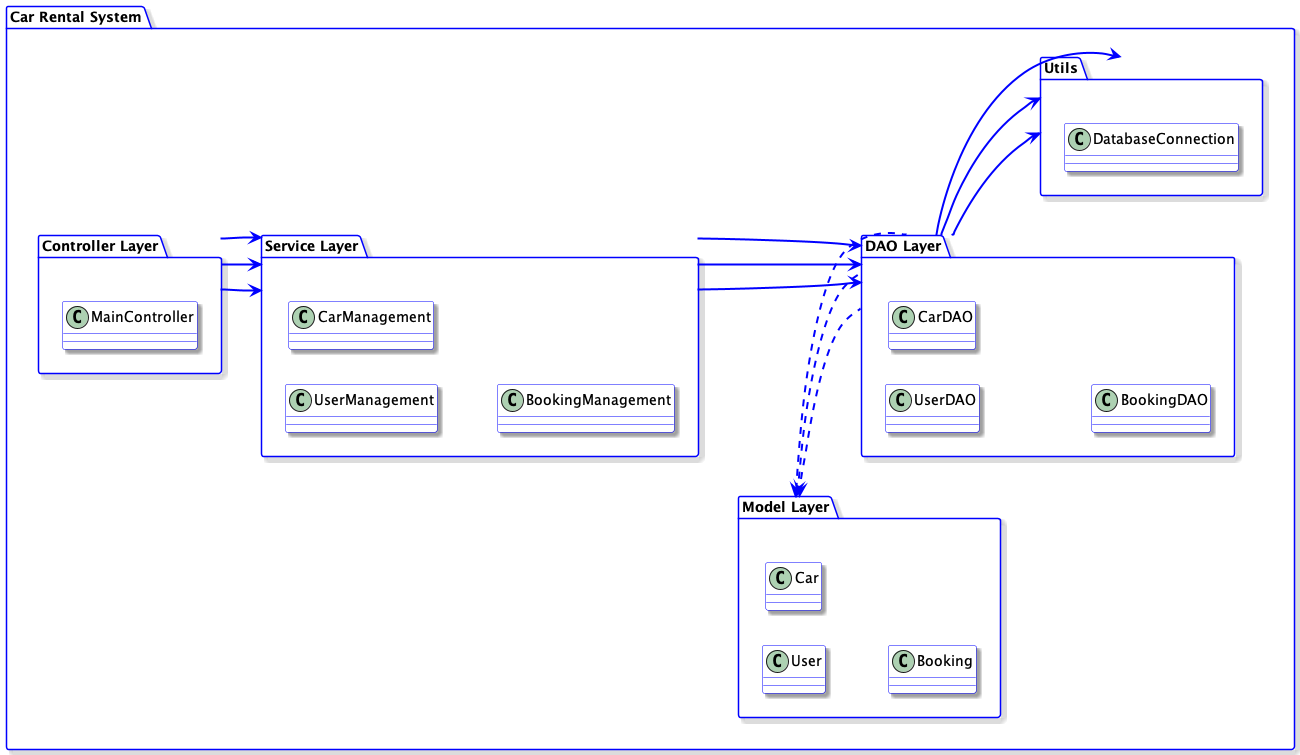 Car Rental System
Utils
C DatabaseConnection
Controller Layer
Service Layer
DAO Layer
C MainController
C CarManagement
C CarDAO
C UserManagement
C BookingManagement
C UserDAO
C BookingDAO
Model Layer
C Car
C User
C Booking